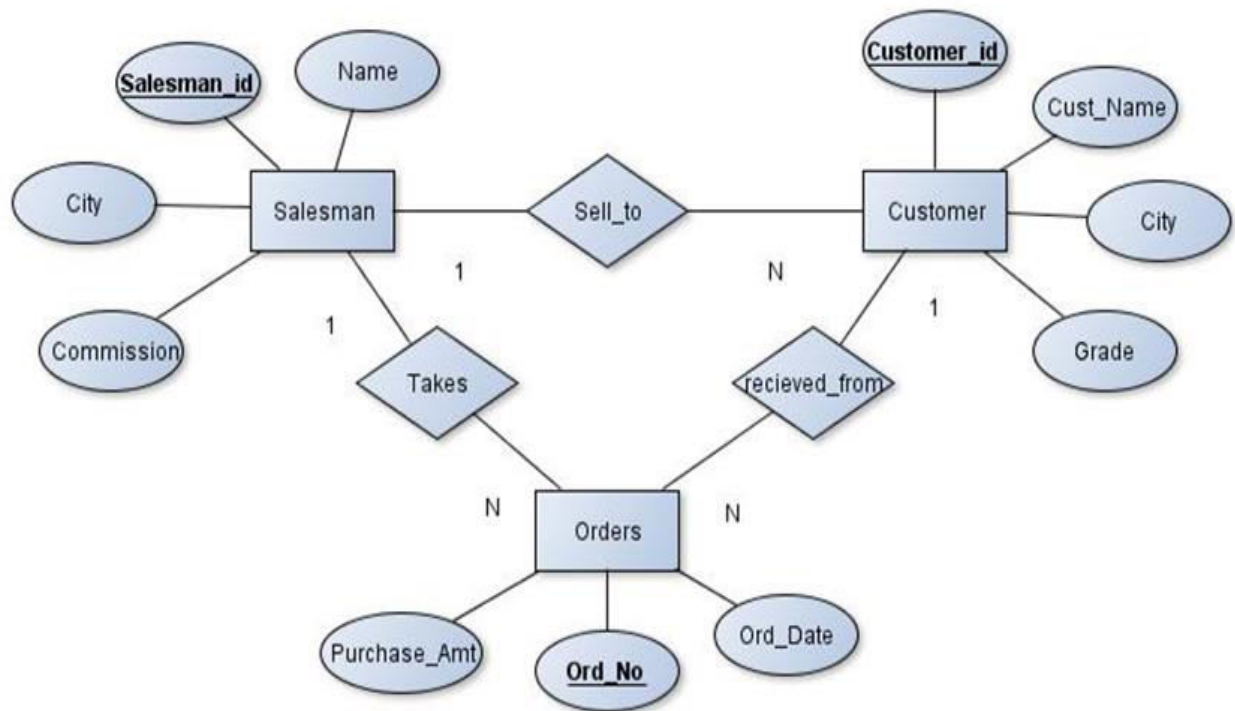 Salesman_id
Name
Customer_id
Cust_Name
City
Salesman
Sell_to
Customer
City
1
N
1
1
Commission
Takes
recieved_from
Grade
N
N
Orders
Purchase_Amt
Ord_No
Ord_Date